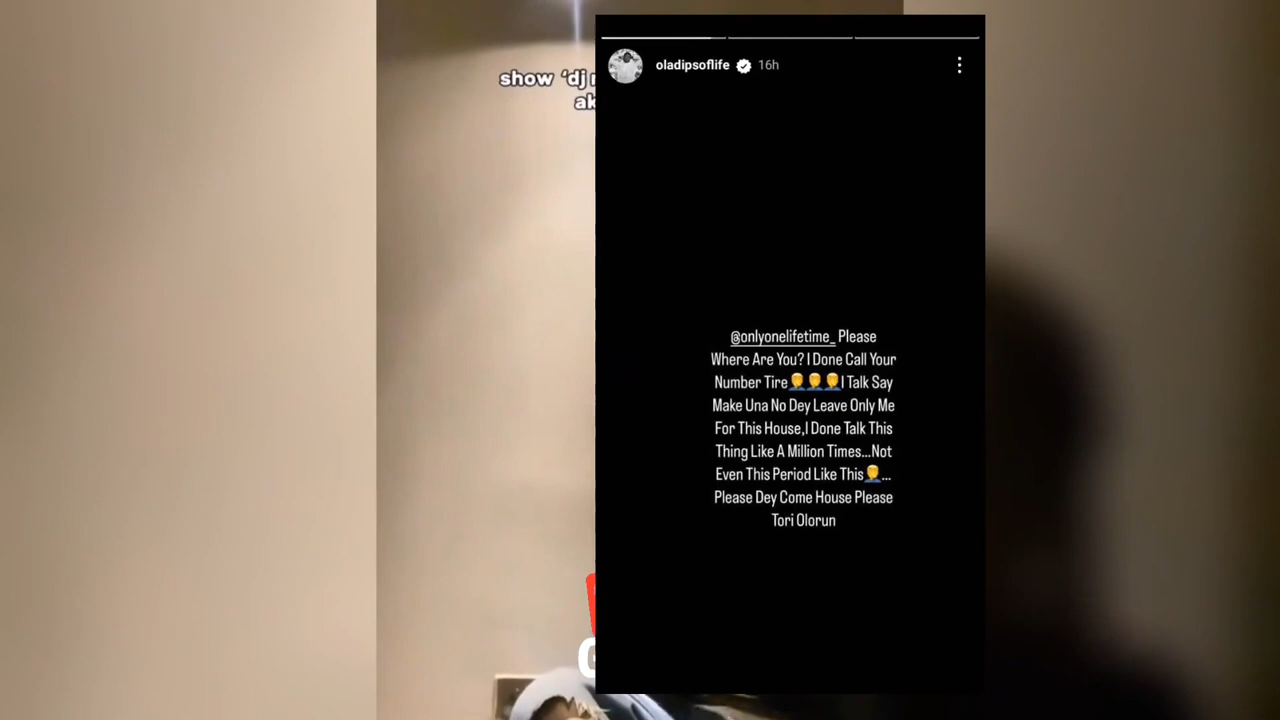 show ‘dj
ak
oladipsoflife 16h
@onlyonelifetime_ Please
Where Are You? I Done Call Your
Number Tire🤦‍♂️🤦‍♂️🤦‍♂️I Talk Say
Make Una No Dey Leave Only Me
For This House,I Done Talk This
Thing Like A Million Times...Not
Even This Period Like This🤦‍♂️...
Please Dey Come House Please
Tori Olorun